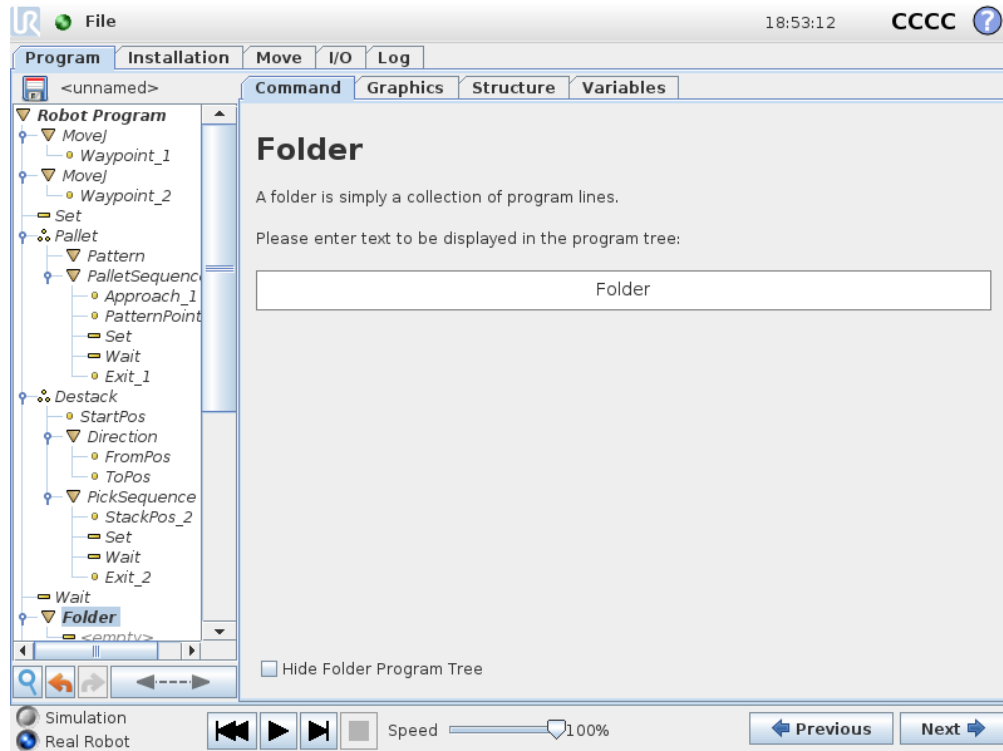 UR File 18:53:12 CCCC ?
Program Installation Move I/O Log
<unnamed> Command Graphics Structure Variables
Robot Program
MoveJ
Waypoint_1
MoveJ
Waypoint_2
Set
Pallet
Pattern
PalletSequenc
Approach_1
PatternPoint
Set
Wait
Exit_1
Destack
StartPos
Direction
FromPos
ToPos
PickSequence
StackPos_2
Set
Wait
Exit_2
Wait
Folder
<empty>
Folder
A folder is simply a collection of program lines.
Please enter text to be displayed in the program tree:
Folder
Hide Folder Program Tree
Simulation
Real Robot
Speed 100%
Previous Next